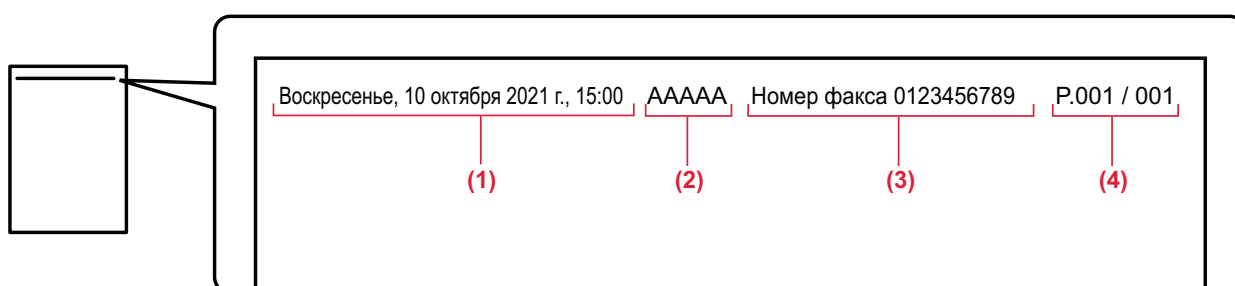 Воскресенье, 10 октября 2021 г., 15:00 AAAAA Номер факса 0123456789 P.001 / 001
(1) (2) (3) (4)